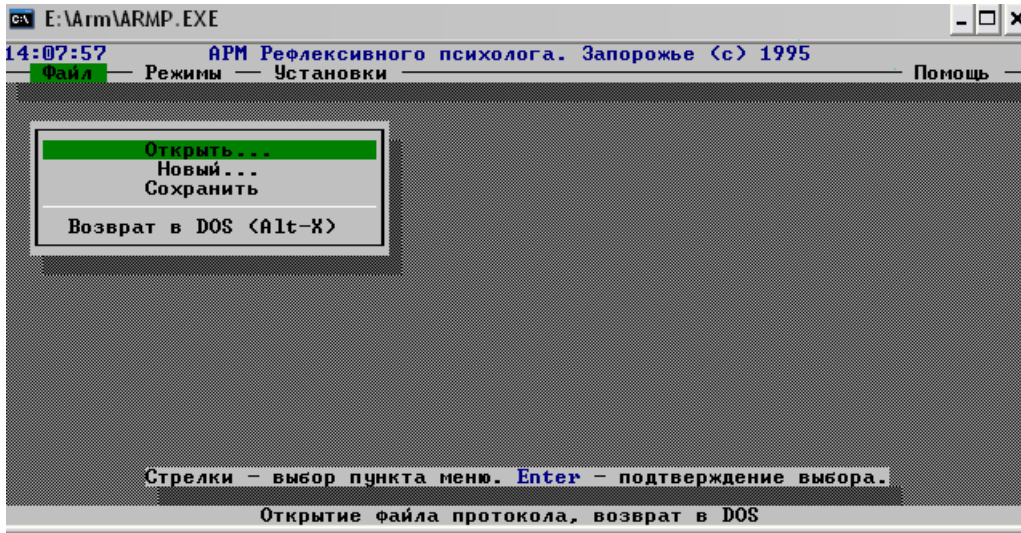 E:\Arm\ARMP.EXE
14:07:57 АРМ Рефлексивного психолога. Запорожье (c) 1995
Файл Режимы Установки Помощь
Открыть...
Новый...
Сохранить
Возврат в DOS (Alt-X)
Стрелки - выбор пункта меню. Enter - подтверждение выбора.
Открытие файла протокола, возврат в DOS